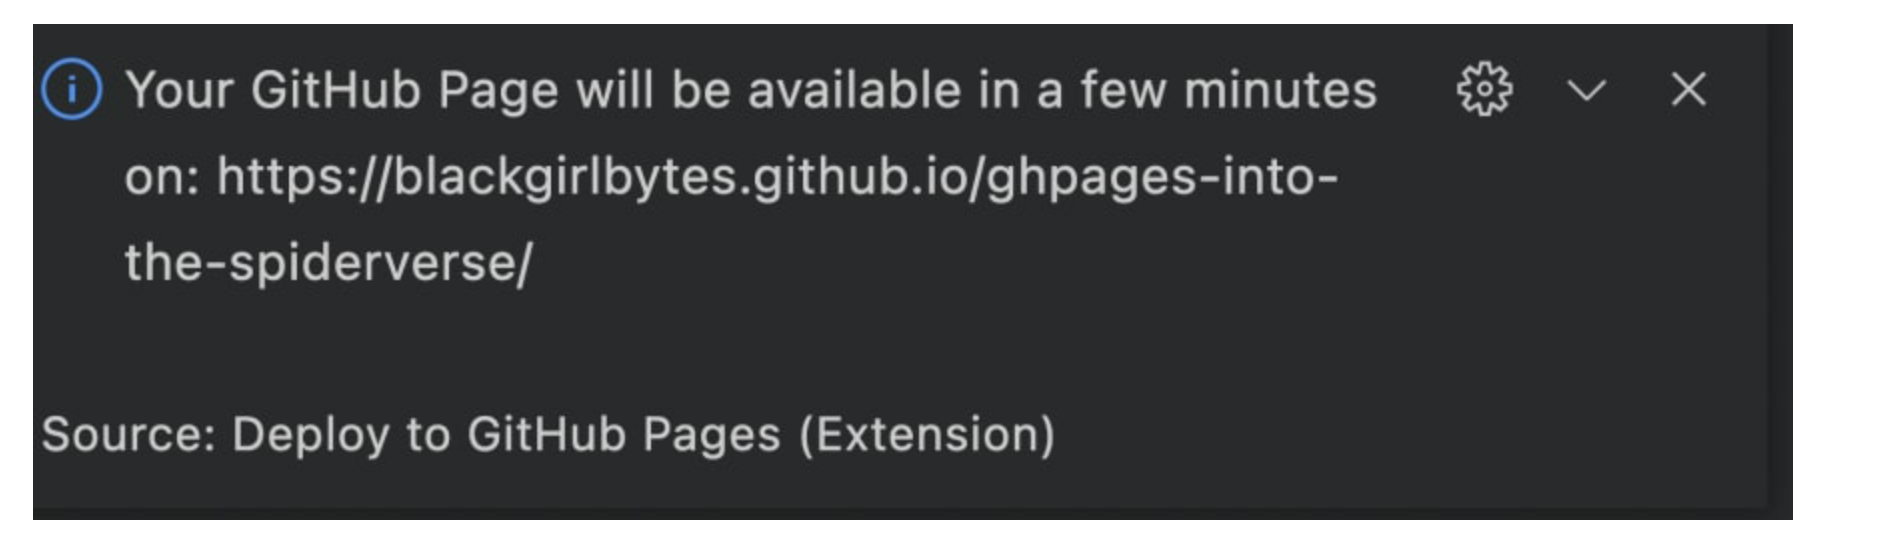 Your GitHub Page will be available in a few minutes
on: https://blackgirlbytes.github.io/ghpages-into-
the-spiderverse/
Source: Deploy to GitHub Pages (Extension)